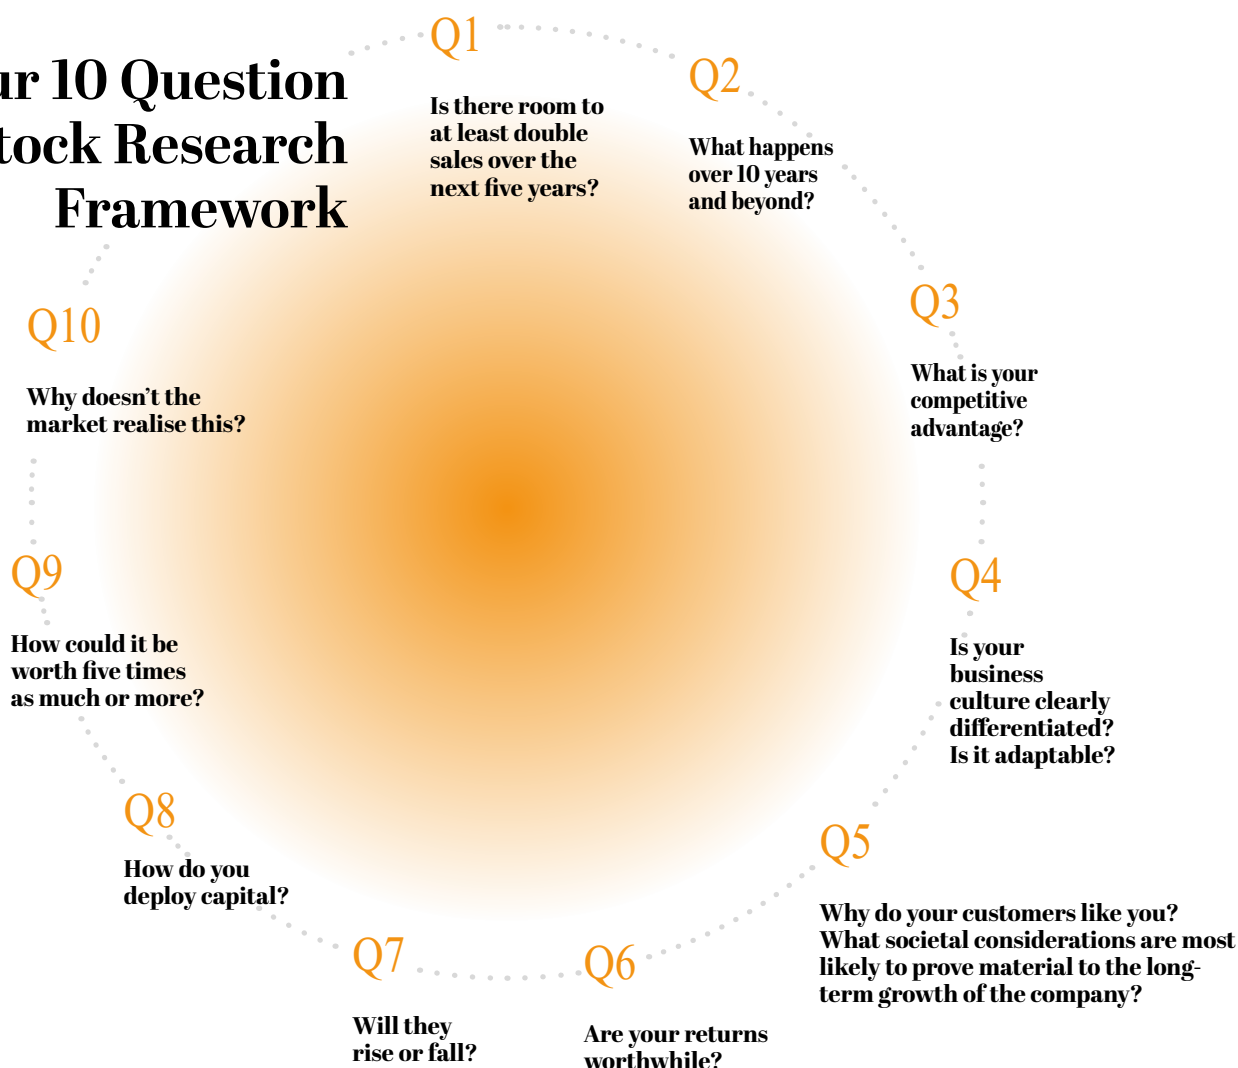 ur 10 Question
tock Research
Framework
Q1
Is there room to
at least double
sales over the
next five years?
Q2
What happens
over 10 years
and beyond?
Q3
What is your
competitive
advantage?
Q4
Is your
business
culture clearly
differentiated?
Is it adaptable?
Q5
Why do your customers like you?
What societal considerations are most
likely to prove material to the long-
term growth of the company?
Q6
Are your returns
worthwhile?
Q7
Will they
rise or fall?
Q8
How do you
deploy capital?
Q9
How could it be
worth five times
as much or more?
Q10
Why doesn’t the
market realise this?